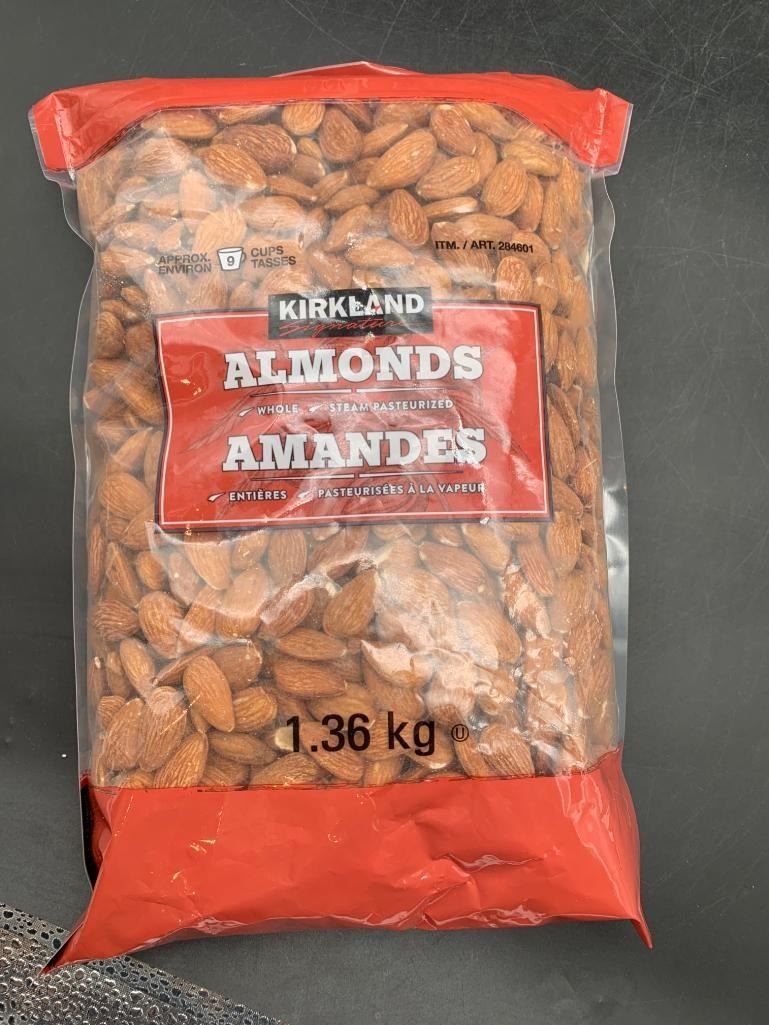 APPROX. 9 CUPS
ENVIRON TASSES
ITM. / ART. 284601
KIRKLAND
Signature
ALMONDS
WHOLE STEAM PASTEURIZED
AMANDES
ENTIÈRES PASTEURISÉES À LA VAPEUR
1.36 kg U